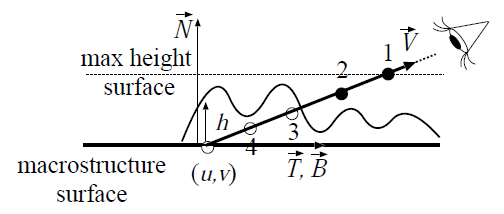 N
V
1
max height
surface
2
h
3
4
macrostructure
surface
(u,v)
T, B